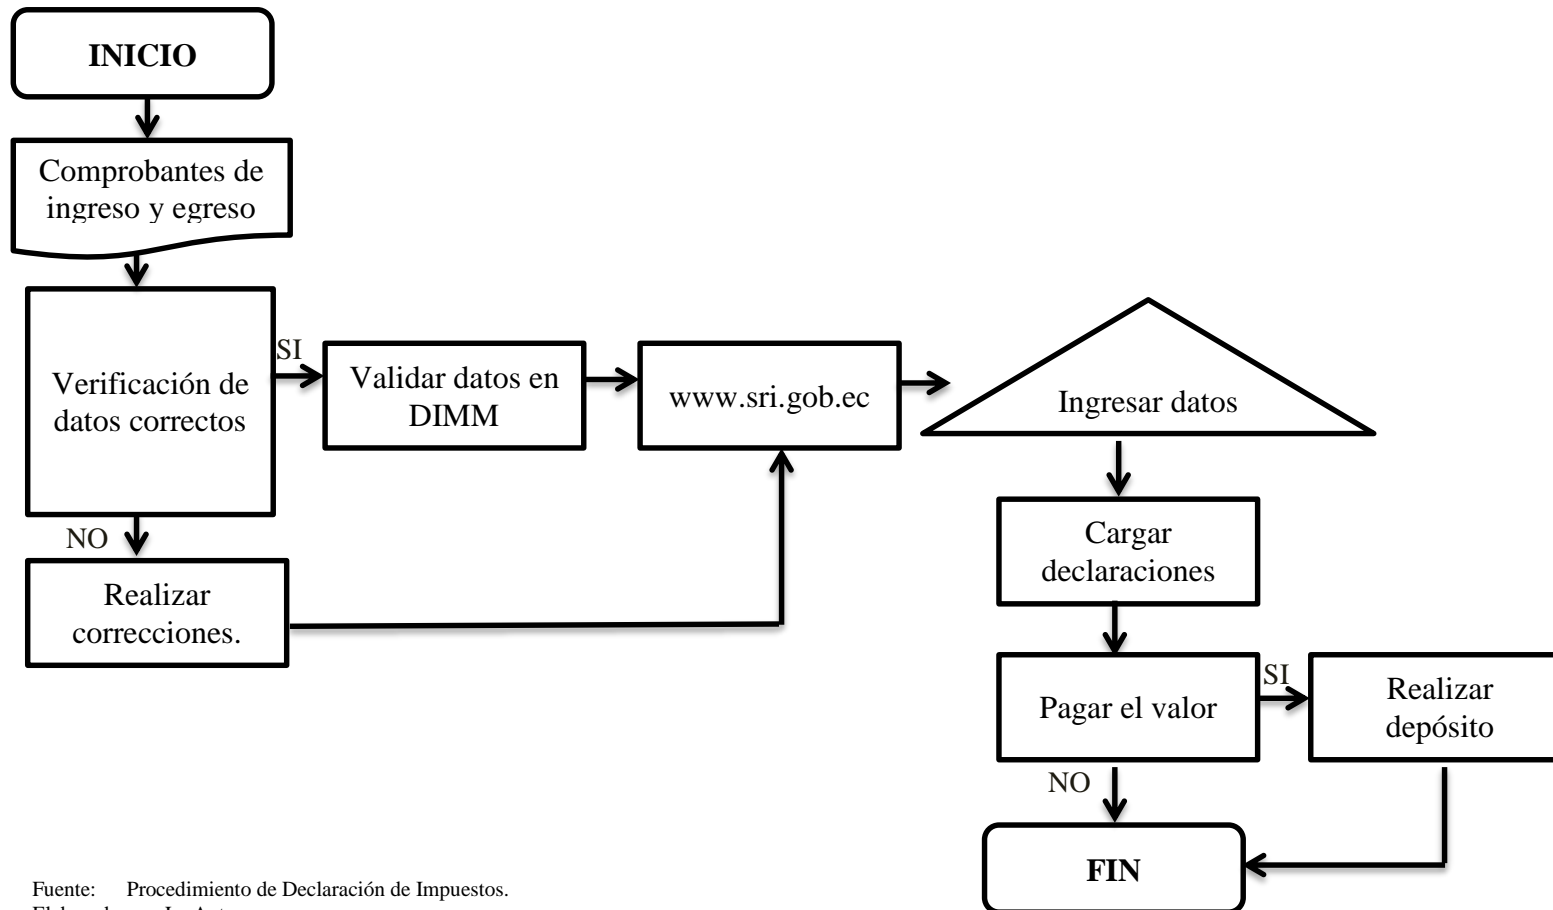 INICIO
Comprobantes de
ingreso y egreso
Verificación de
datos correctos
SI
Validar datos en
DIMM
www.sri.gob.ec
Ingresar datos
NO
Realizar
correcciones.
Cargar
declaraciones
Pagar el valor
SI
Realizar
depósito
NO
FIN
Fuente: Procedimiento de Declaración de Impuestos.